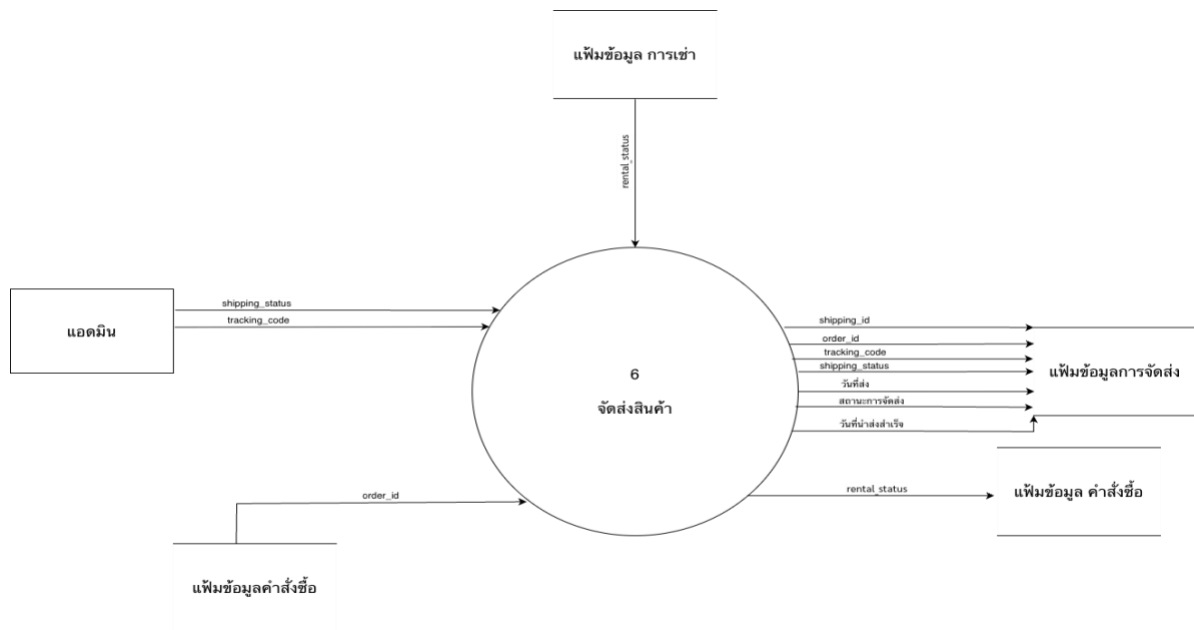 แฟ้มข้อมูล การเช่า
rental_status
แอดมิน
shipping_status
tracking_code
6
จัดส่งสินค้า
shipping_id
order_id
tracking_code
shipping_status
วันที่ส่ง
สถานะการจัดส่ง
วันที่นำส่งสำเร็จ
แฟ้มข้อมูลการจัดส่ง
rental_status
แฟ้มข้อมูล คำสั่งซื้อ
order_id
แฟ้มข้อมูลคำสั่งซื้อ